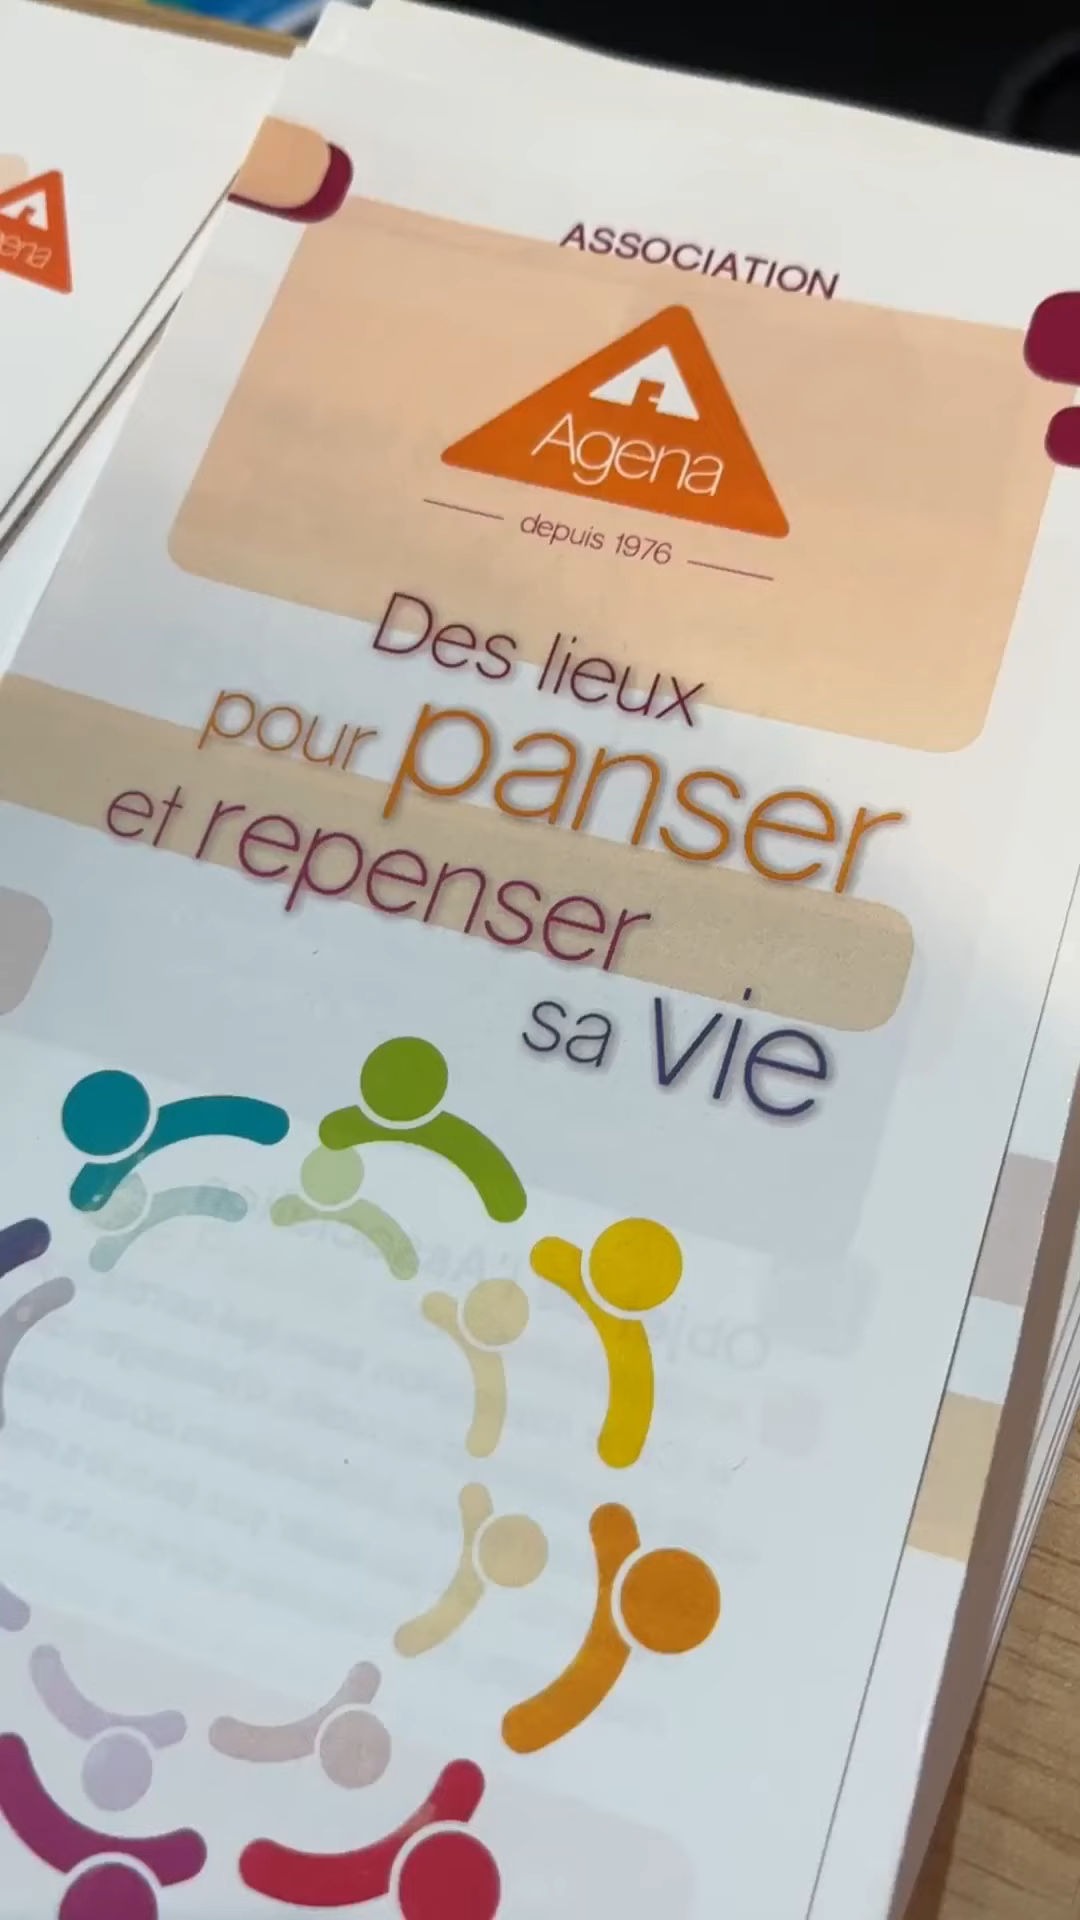 ASSOCIATION
Agena
depuis 1976
Des lieux
pour panser
et repenser
sa vie